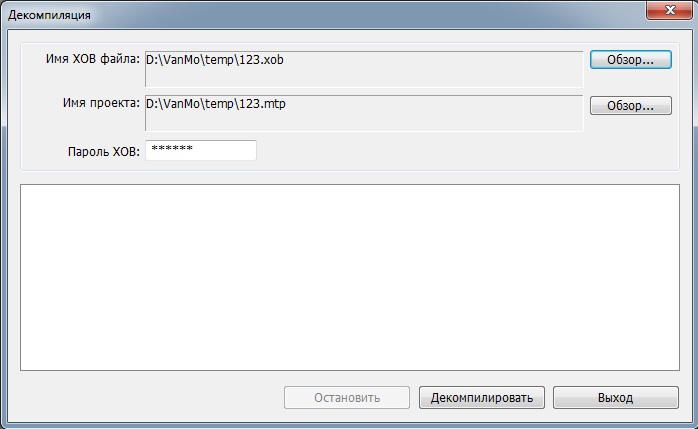 Декомпиляция
Имя XOB файла: D:\VanMo\temp\123.xob Обзор...
Имя проекта: D:\VanMo\temp\123.mtp Обзор...
Пароль XOB: ******
Остановить Декомпилировать Выход